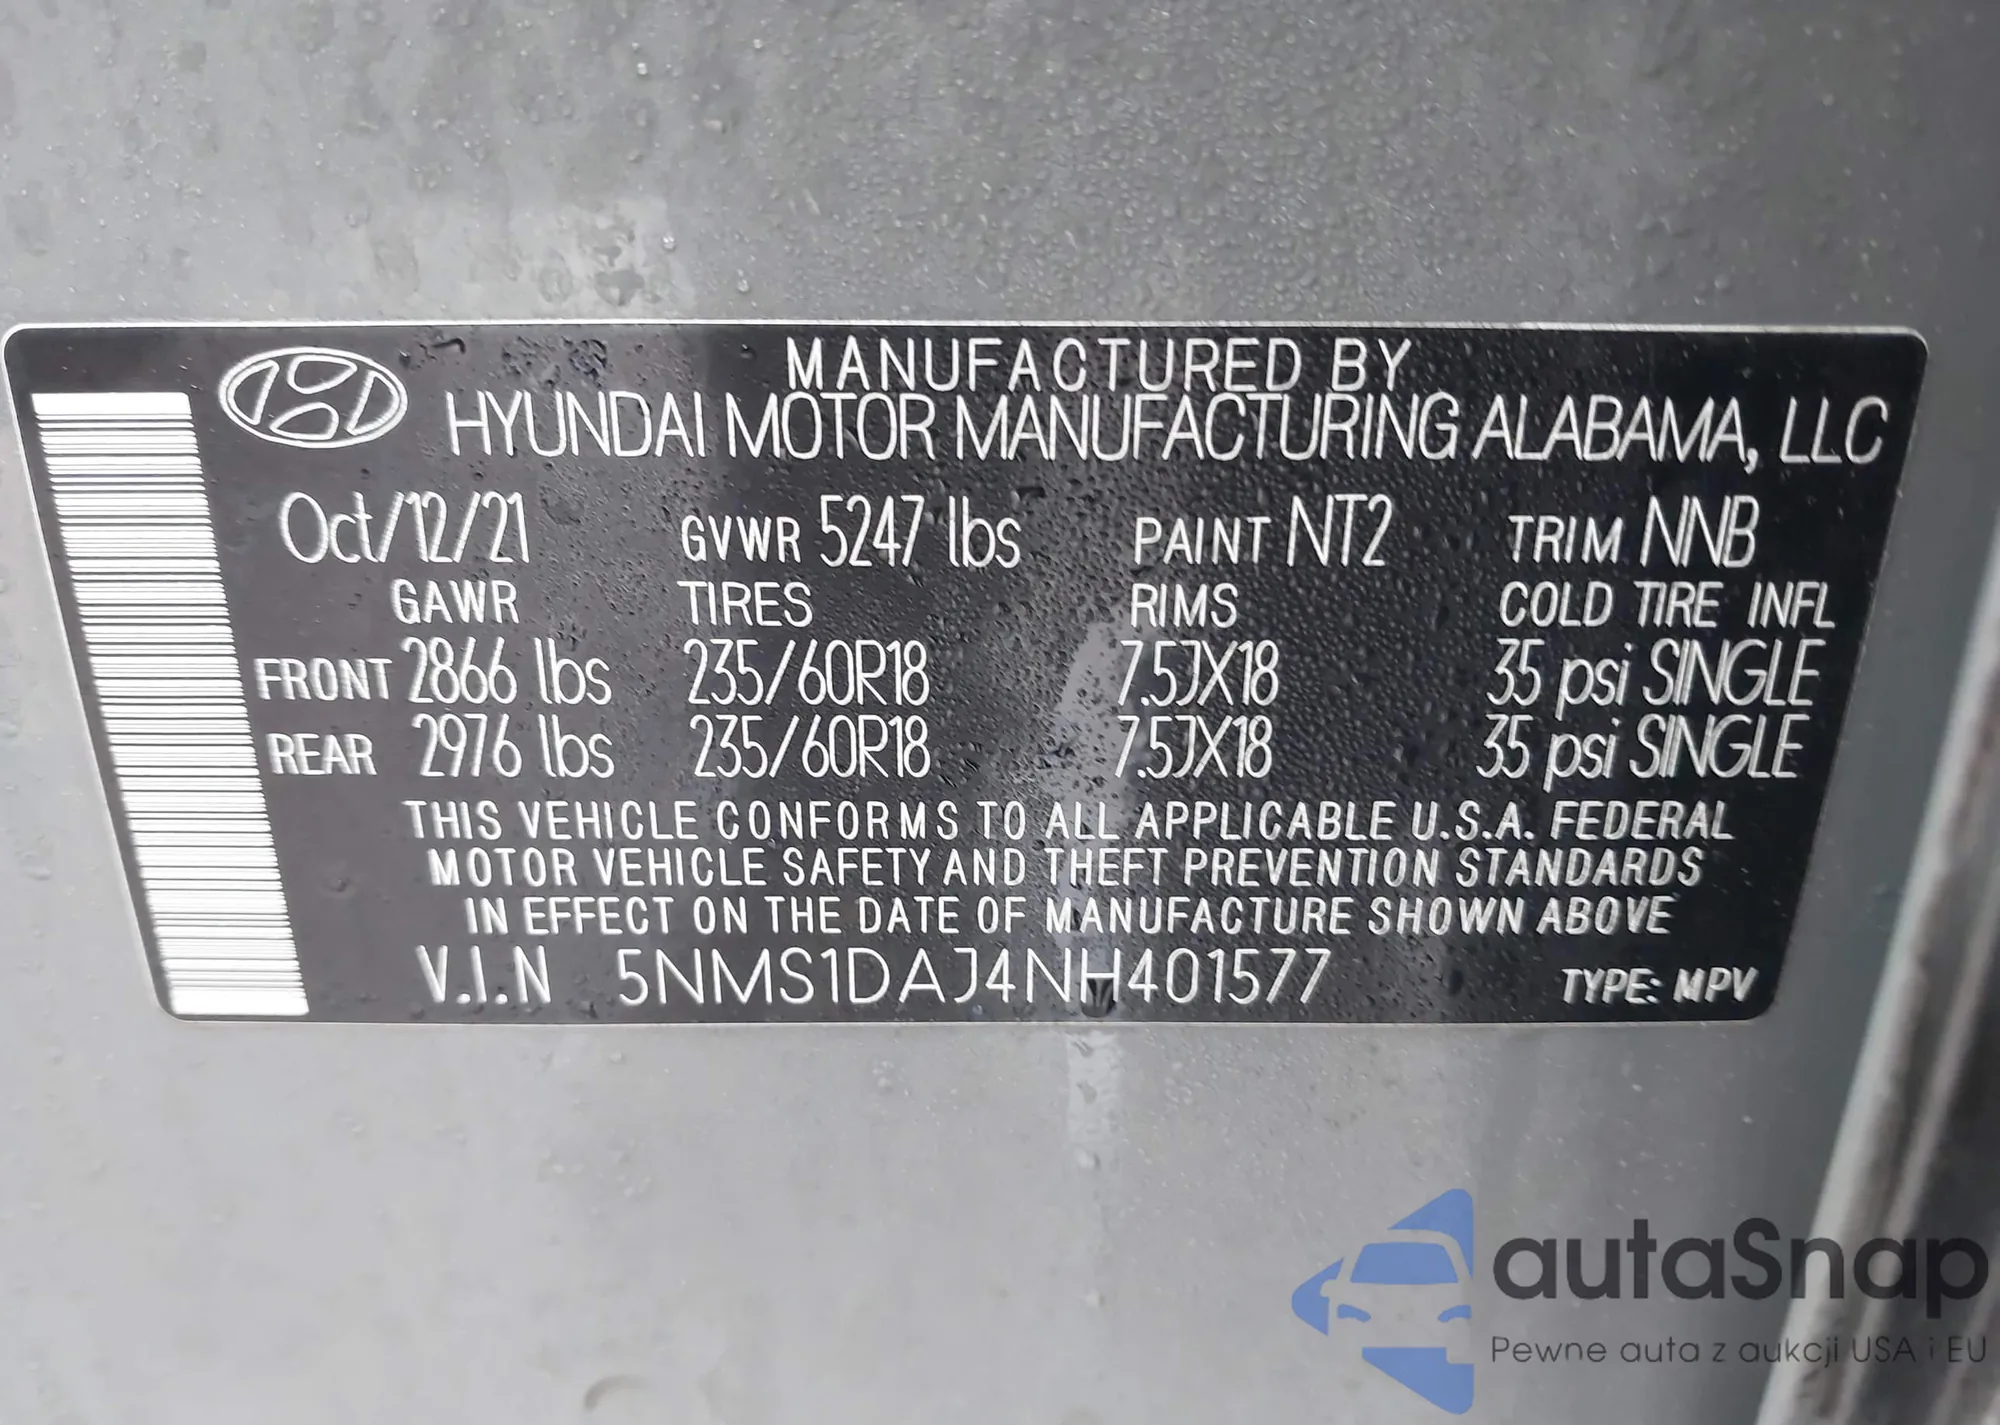 MANUFACTURED BY
HYUNDAI MOTOR MANUFACTURING ALABAMA, LLC
Oct/12/21 GVWR 5247 lbs PAINT NT2 TRIM NNB
GAWR TIRES RIMS COLD TIRE INFL
FRONT 2866 lbs 235/60R18 7.5JX18 35 psi SINGLE
REAR 2976 lbs 235/60R18 7.5JX18 35 psi SINGLE
THIS VEHICLE CONFORMS TO ALL APPLICABLE U.S.A. FEDERAL
MOTOR VEHICLE SAFETY AND THEFT PREVENTION STANDARDS
IN EFFECT ON THE DATE OF MANUFACTURE SHOWN ABOVE
V.I.N 5NMS1DAJ4NH401577 TYPE: MPV
autaSnap
Pewne auta z aukcji USA i EU